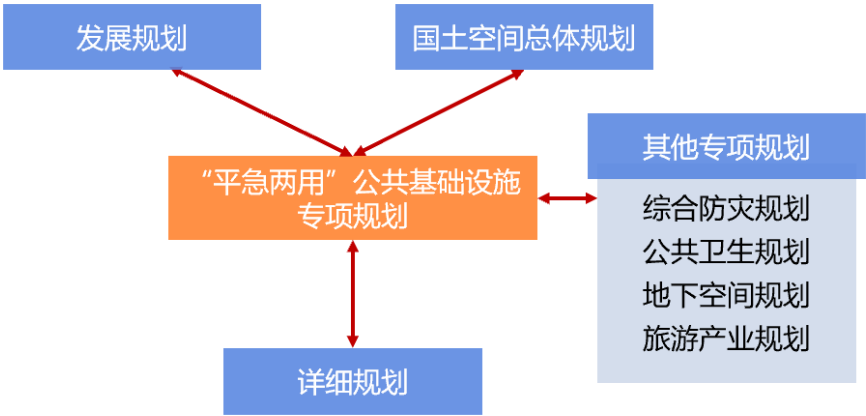 发展规划
国土空间总体规划
“平急两用”公共基础设施
专项规划
其他专项规划
综合防灾规划
公共卫生规划
地下空间规划
旅游产业规划
详细规划